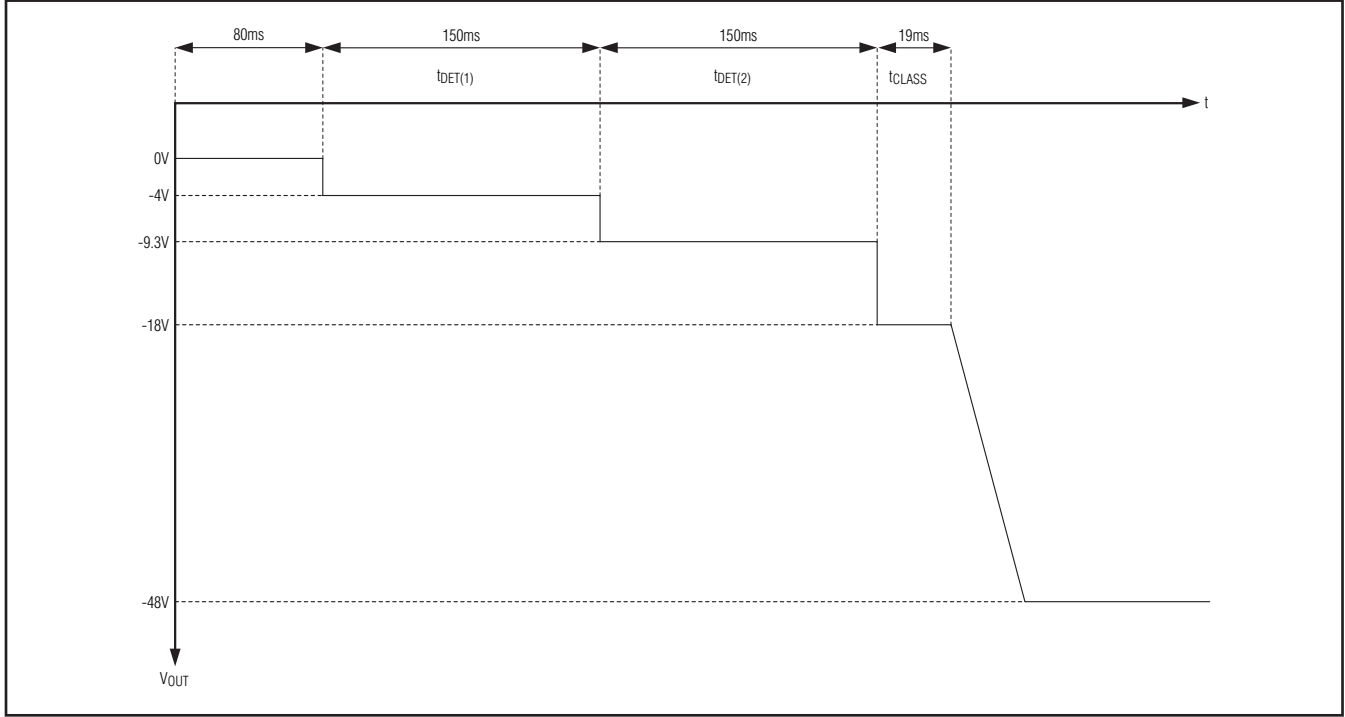 80ms 150ms 150ms 19ms
tDET(1) tDET(2) tCLASS
t
0V
-4V
-9.3V
-18V
-48V
VOUT